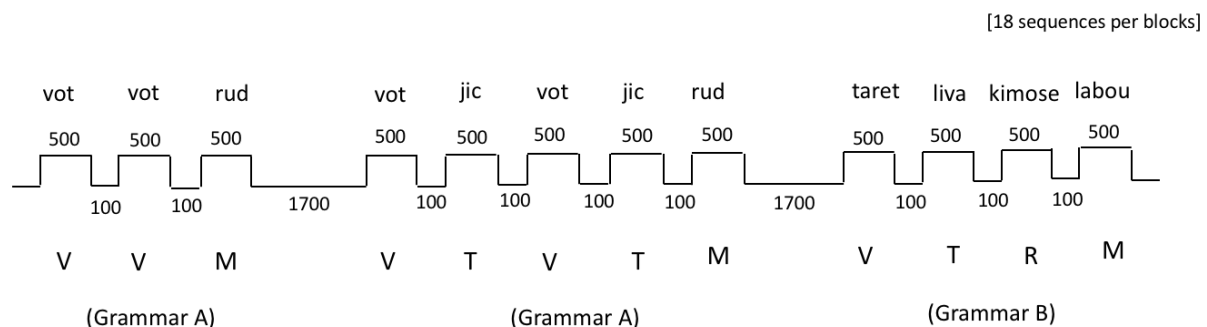 [18 sequences per blocks]
vot vot rud vot jic vot jic rud taret liva kimose labou
500 500 500 500 500 500 500 500 500 500 500 500
100 100 1700 100 100 100 100 1700 100 100 100
V V M V T V T M V T R M
(Grammar A) (Grammar A) (Grammar B)